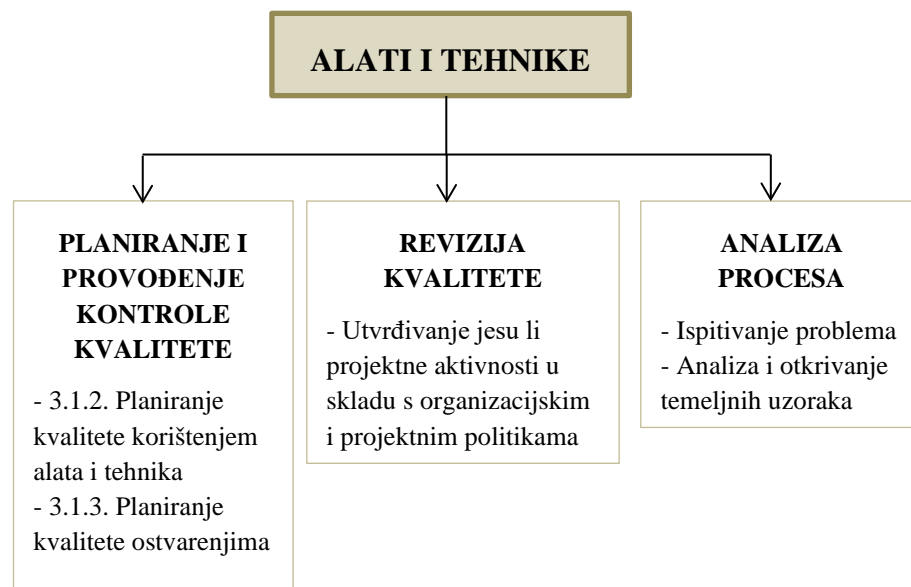 ALATI I TEHNIKE
PLANIRANJE I
PROVOĐENJE
KONTROLE
KVALITETE
- 3.1.2. Planiranje
kvalitete korištenjem
alata i tehnika
- 3.1.3. Planiranje
kvalitete ostvarenjima
REVIZIJA
KVALITETE
- Utvrđivanje jesu li
projektne aktivnosti u
skladu s organizacijskim
i projektnim politikama
ANALIZA
PROCESA
- Ispitivanje problema
- Analiza i otkrivanje
temeljnih uzoraka